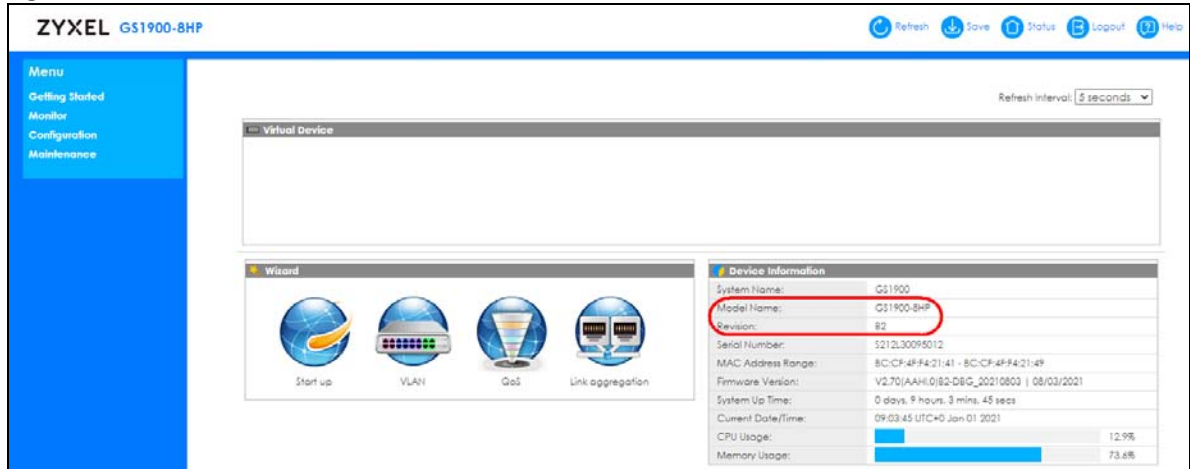 ZYXEL GS1900-8HP
Refresh Save Status Logout Help
Menu
Getting Started
Monitor
Configuration
Maintenance
Refresh interval: 5 seconds
Virtual Device
Wizard
Start up VLAN QoS Link aggregation
Device Information
System Name: GS1900
Model Name: GS1900-8HP
Revision: B2
Serial Number: S212L30095012
MAC Address Range: BC:CF:4F:F4:21:41 - BC:CF:4F:F4:21:49
Firmware Version: V2.70(AAHI.0)B2-DBG_20210803 | 08/03/2021
System Up Time: 0 days, 9 hours, 3 mins, 45 secs
Current Date/Time: 09:03:45 UTC+0 Jan 01 2021
CPU Usage: 12.9%
Memory Usage: 73.6%